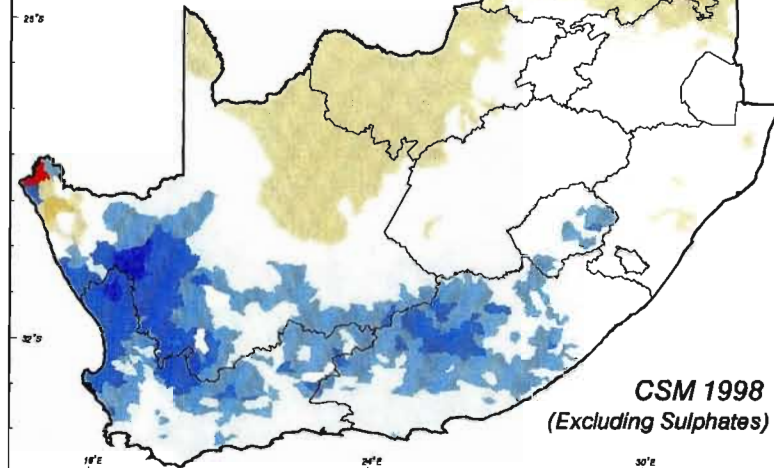 25°S
32°S
CSM 1998
(Excluding Sulphates)
18°E
24°E
30°E